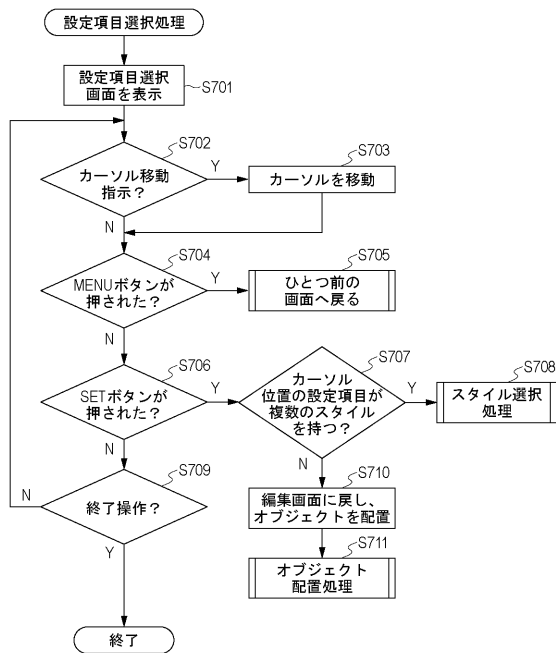 設定項目選択処理
設定項目選択
画面を表示
S701
S702
カーソル移動
指示？
Y
S703
カーソルを移動
N
S704
MENUボタンが
押された？
Y
S705
ひとつ前の
画面へ戻る
N
S706
SETボタンが
押された？
Y
S707
カーソル
位置の設定項目が
複数のスタイル
を持つ？
Y
S708
スタイル選択
処理
N
S709
終了操作？
N
Y
N
S710
編集画面に戻し、
オブジェクトを配置
S711
オブジェクト
配置処理
終了